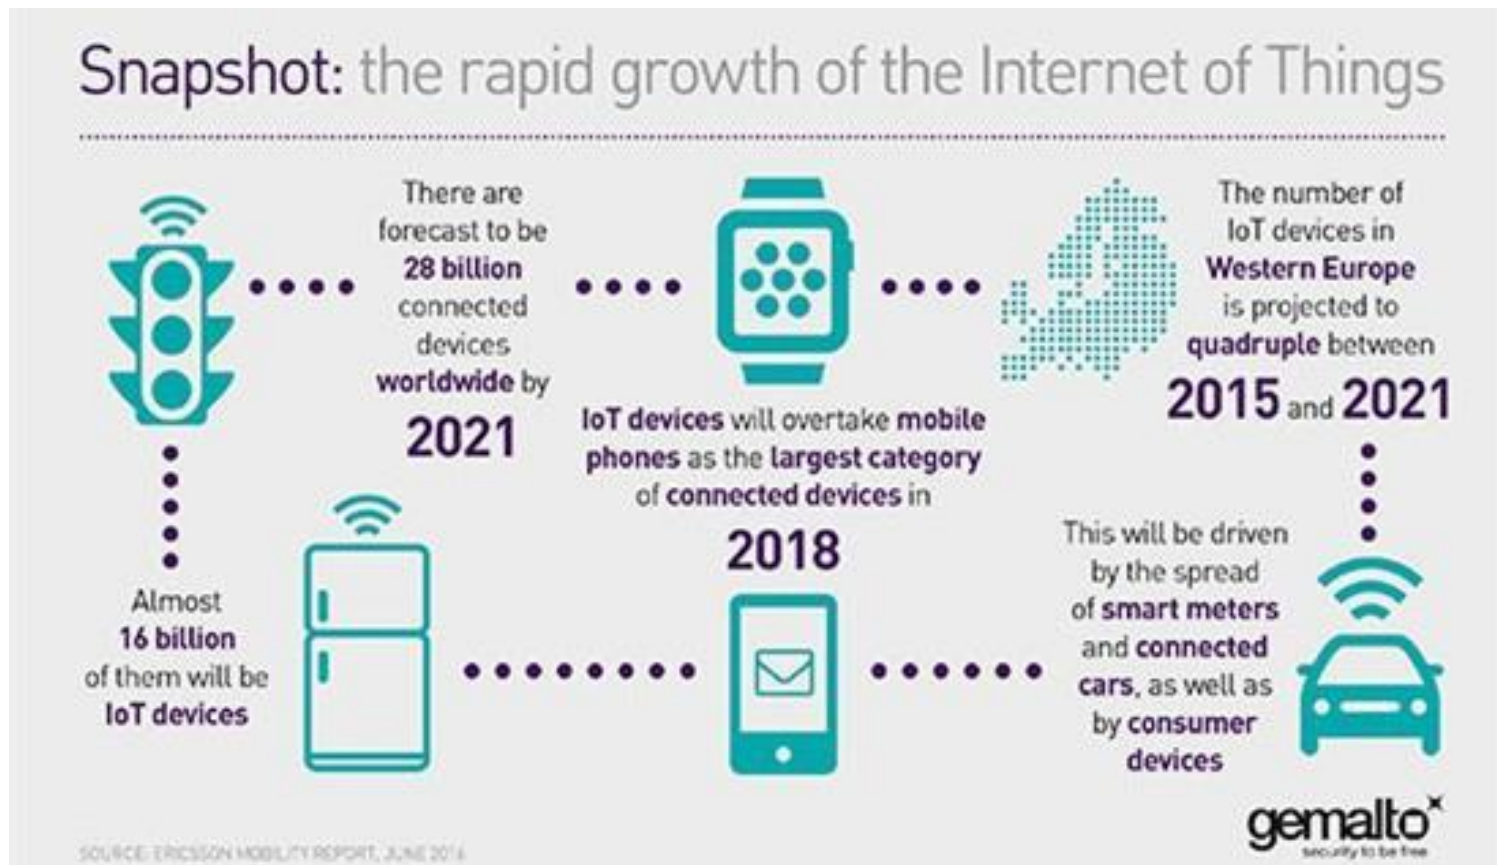 Snapshot: the rapid growth of the Internet of Things
There are
forecast to be
28 billion
connected
devices
worldwide by
2021
Almost
16 billion
of them will be
IoT devices
IoT devices will overtake mobile
phones as the largest category
of connected devices in
2018
The number of
IoT devices in
Western Europe
is projected to
quadruple between
2015 and 2021
This will be driven
by the spread
of smart meters
and connected
cars, as well as
by consumer
devices
gemalto
security to be free
SOURCE: ERICSSON MOBILITY REPORT, JUNE 2016